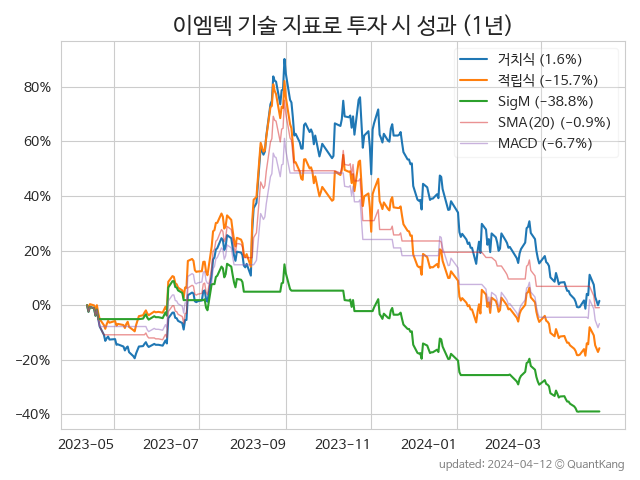 이엠텍 기술 지표로 투자 시 성과 (1년)
거치식 (1.6%)
적립식 (−15.7%)
SigM (−38.8%)
SMA(20) (−0.9%)
MACD (−6.7%)
80%
60%
40%
20%
0%
−20%
−40%
2023−05 2023−07 2023−09 2023−11 2024−01 2024−03
updated: 2024−04−12 © QuantKang